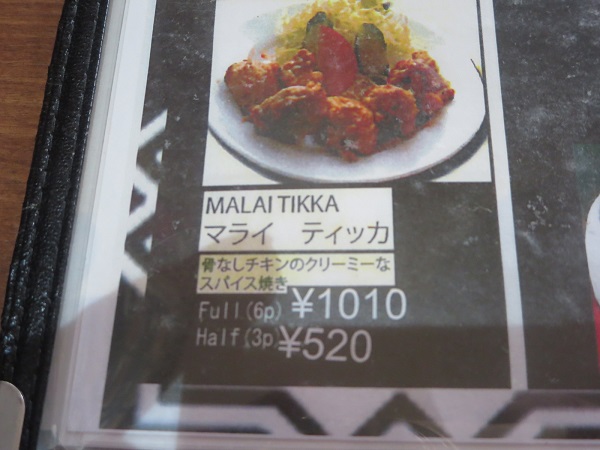 MALAI TIKKA
マライ ティッカ
骨なしチキンのクリーミーな
スパイス焼き
Full(6p) ¥1010
Half(3p) ¥520